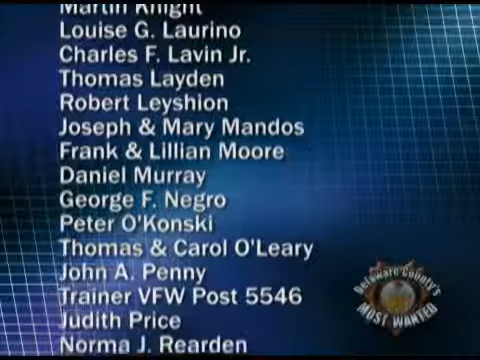 Martin Knight
Louise G. Laurino
Charles F. Lavin Jr.
Thomas Layden
Robert Leyshion
Joseph & Mary Mandos
Frank & Lillian Moore
Daniel Murray
George F. Negro
Peter O'Konski
Thomas & Carol O'Leary
John A. Penny
Trainer VFW Post 5546
Judith Price
Norma J. Rearden
Delaware County's
MOST WANTED